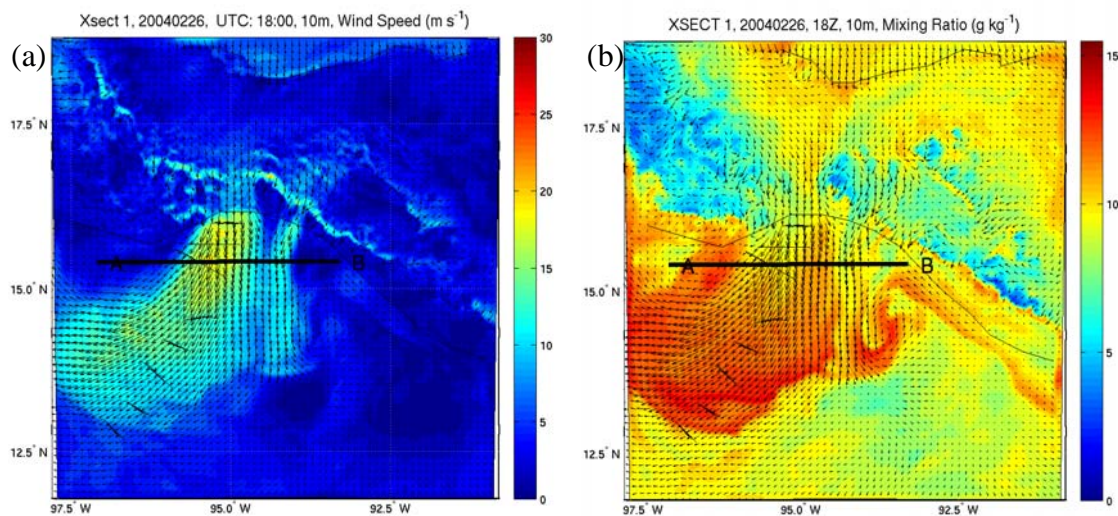 Xsect 1, 20040226, UTC: 18:00, 10m, Wind Speed (m s⁻¹)
(a)
30
25
20
15
10
5
0
17.5° N
15.0° N
12.5° N
97.5° W
95.0° W
92.5° W
A
B
XSECT 1, 20040226, 18Z, 10m, Mixing Ratio (g kg⁻¹)
(b)
15
10
5
0
17.5° N
15.0° N
12.5° N
97.5° W
95.0° W
92.5° W
A
B